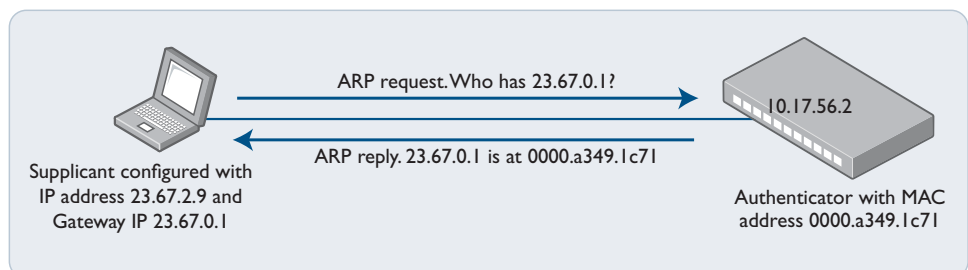 ARP request. Who has 23.67.0.1?
10.17.56.2
ARP reply. 23.67.0.1 is at 0000.a349.1c71
Supplicant configured with
IP address 23.67.2.9 and
Gateway IP 23.67.0.1
Authenticator with MAC
address 0000.a349.1c71